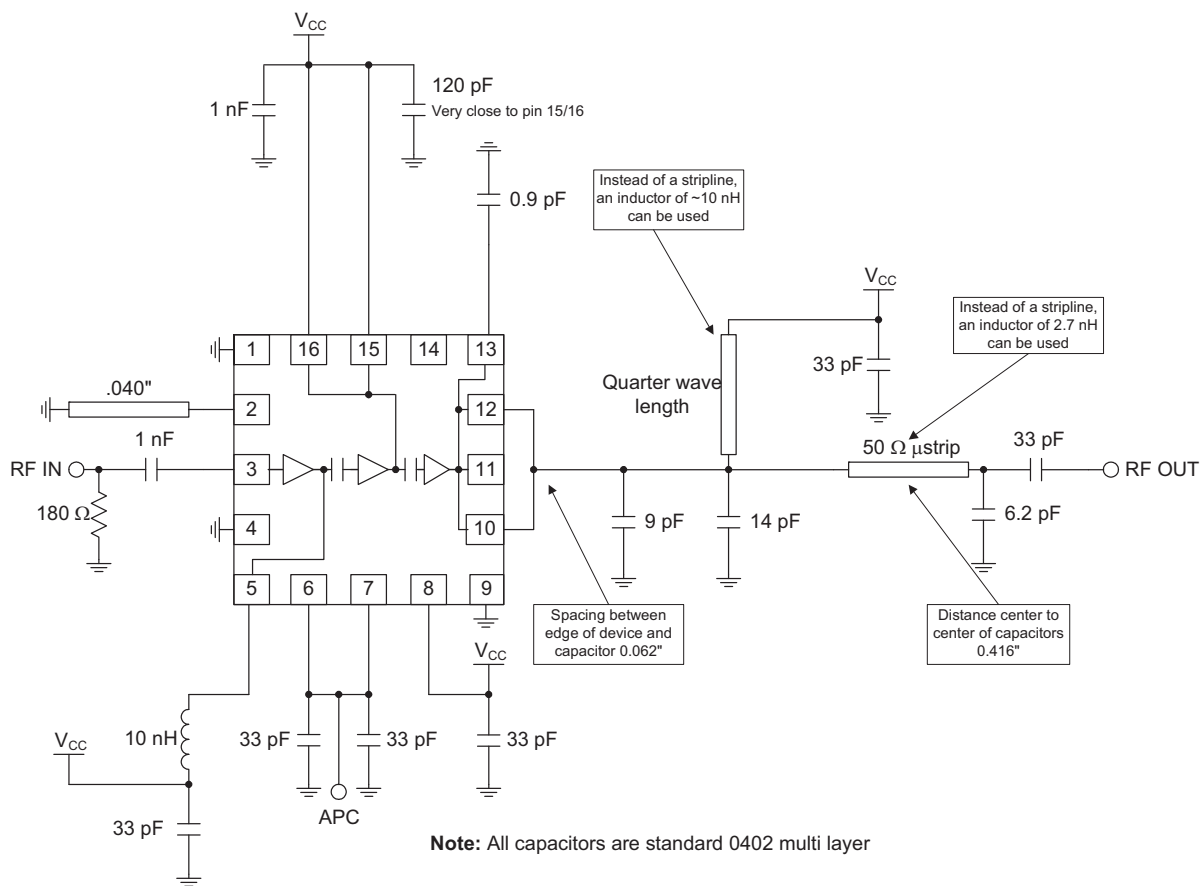 V_CC
1 nF
120 pF
Very close to pin 15/16
0.9 pF
Instead of a stripline,
an inductor of ~10 nH
can be used
V_CC
Instead of a stripline,
an inductor of 2.7 nH
can be used
33 pF
Quarter wave
length
1
16
15
14
13
.040"
2
12
1 nF
RF IN
3
11
50 Ω μstrip
33 pF
RF OUT
180 Ω
4
10
9 pF
14 pF
6.2 pF
5
6
7
8
9
Spacing between
edge of device and
capacitor 0.062"
Distance center to
center of capacitors
0.416"
V_CC
V_CC
10 nH
33 pF
33 pF
33 pF
33 pF
APC
Note: All capacitors are standard 0402 multi layer